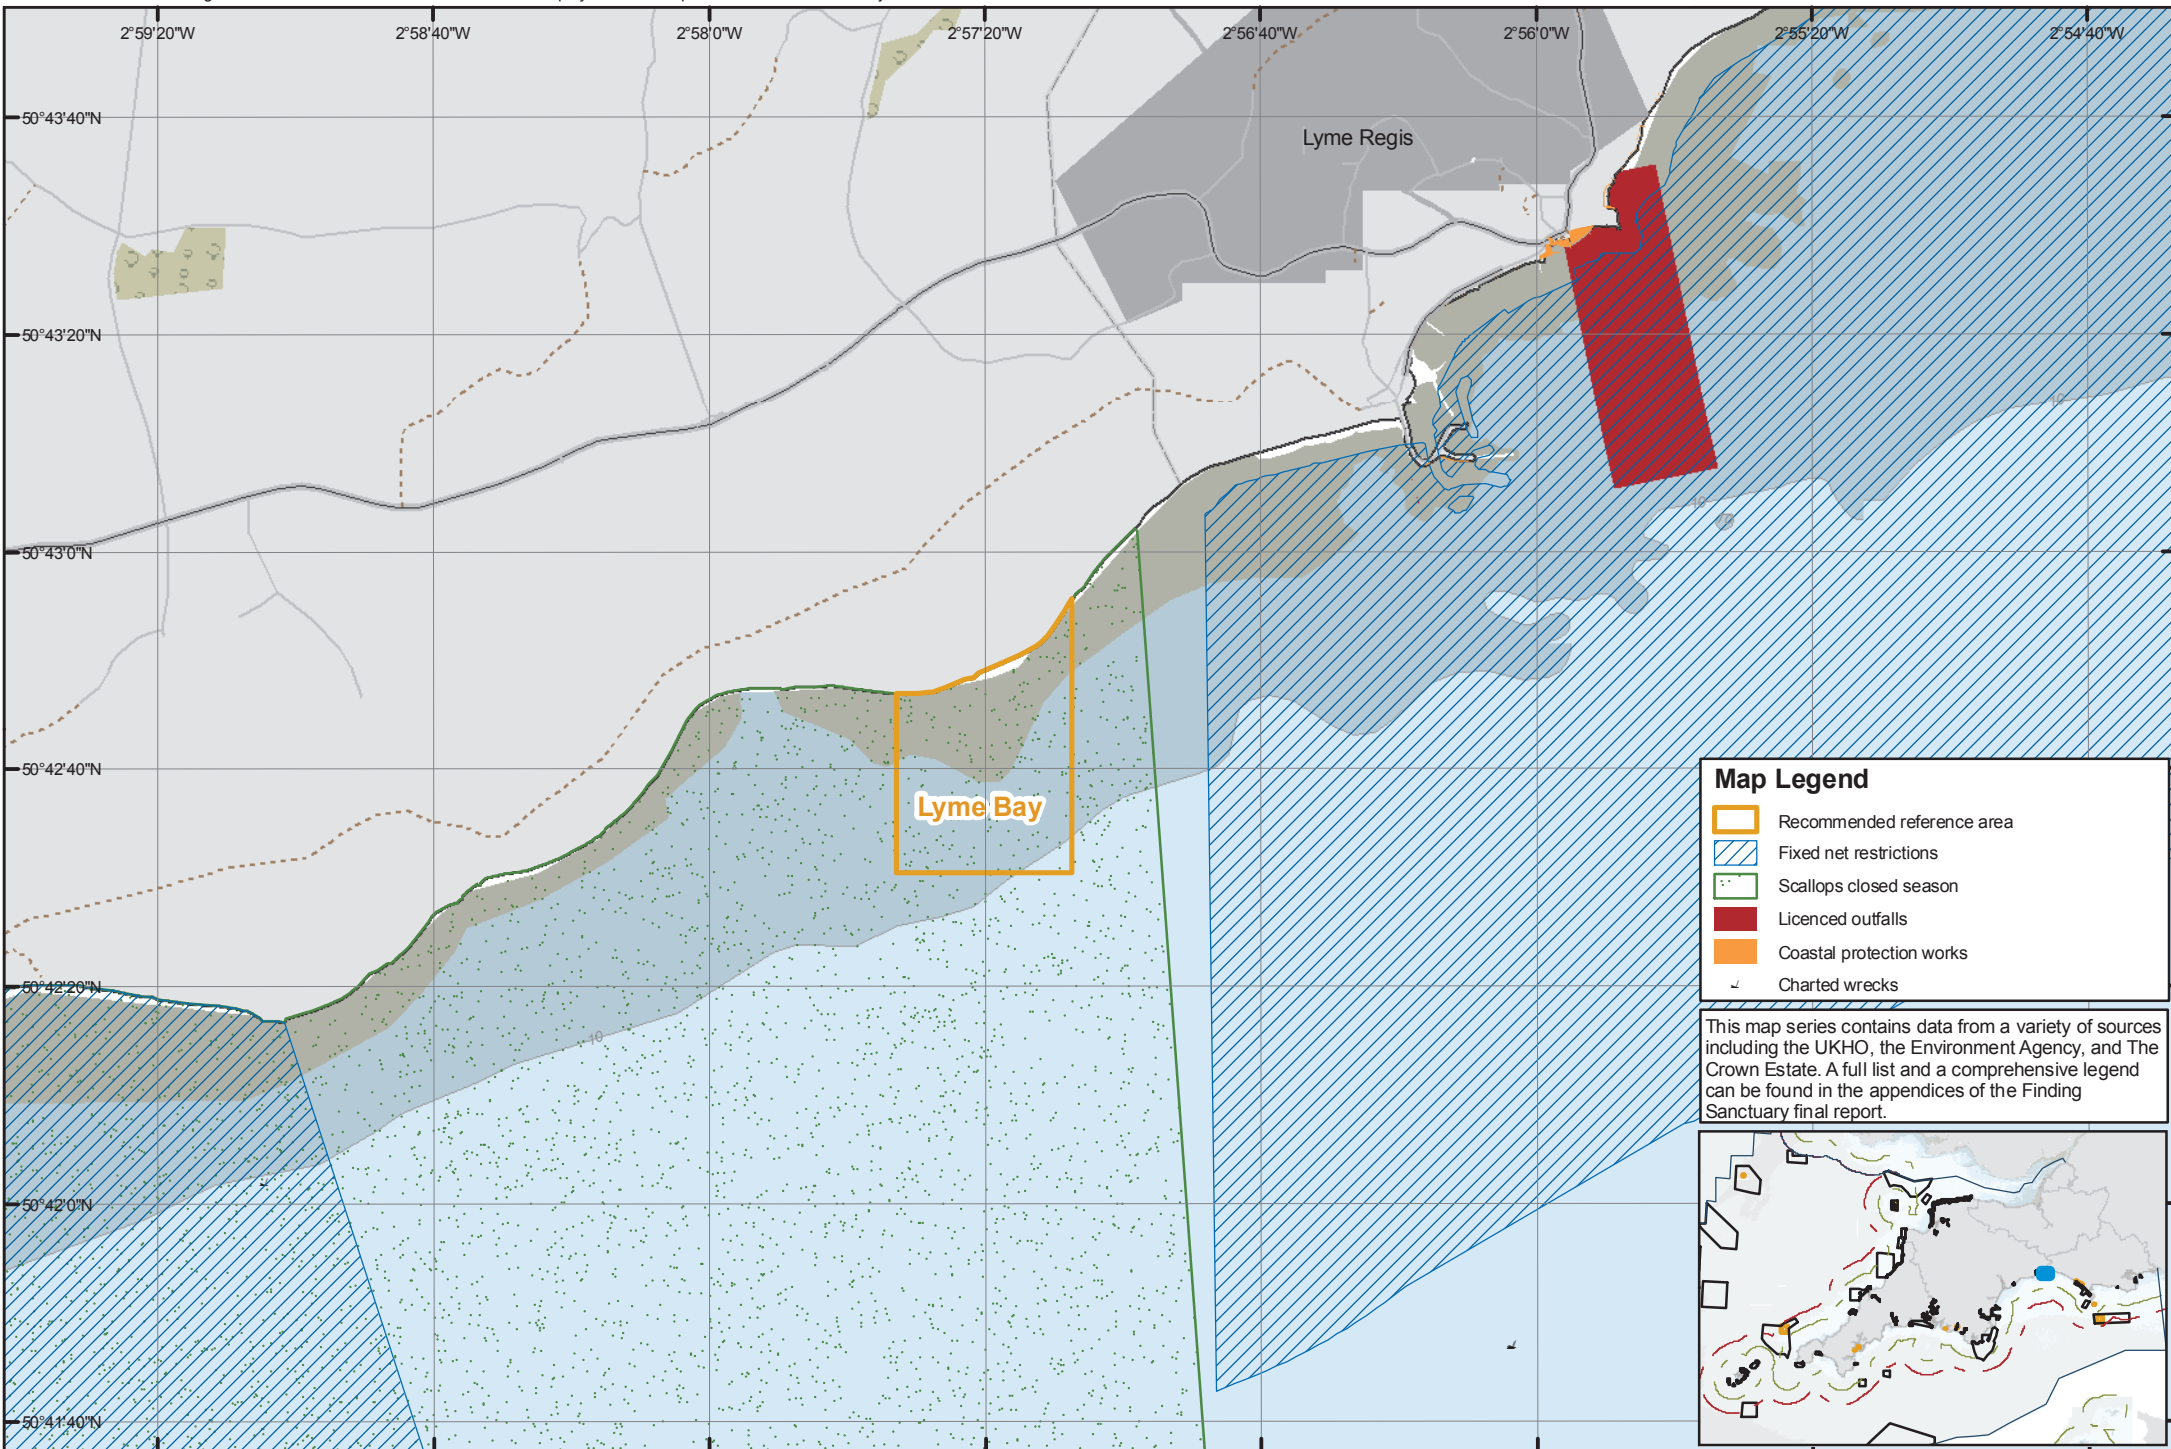 2°59'20"W
2°58'40"W
2°58'0"W
2°57'20"W
2°56'40"W
2°56'0"W
2°55'20"W
2°54'40"W
50°43'40"N
Lyme Regis
50°43'20"N
10
10
10
50°43'0"N
50°42'40"N
Lyme Bay
50°42'20"N
10
50°42'0"N
50°41'40"N
Map Legend
Recommended reference area
Fixed net restrictions
Scallops closed season
Licenced outfalls
Coastal protection works
Charted wrecks
This map series contains data from a variety of sources
including the UKHO, the Environment Agency, and The
Crown Estate. A full list and a comprehensive legend
can be found in the appendices of the Finding
Sanctuary final report.